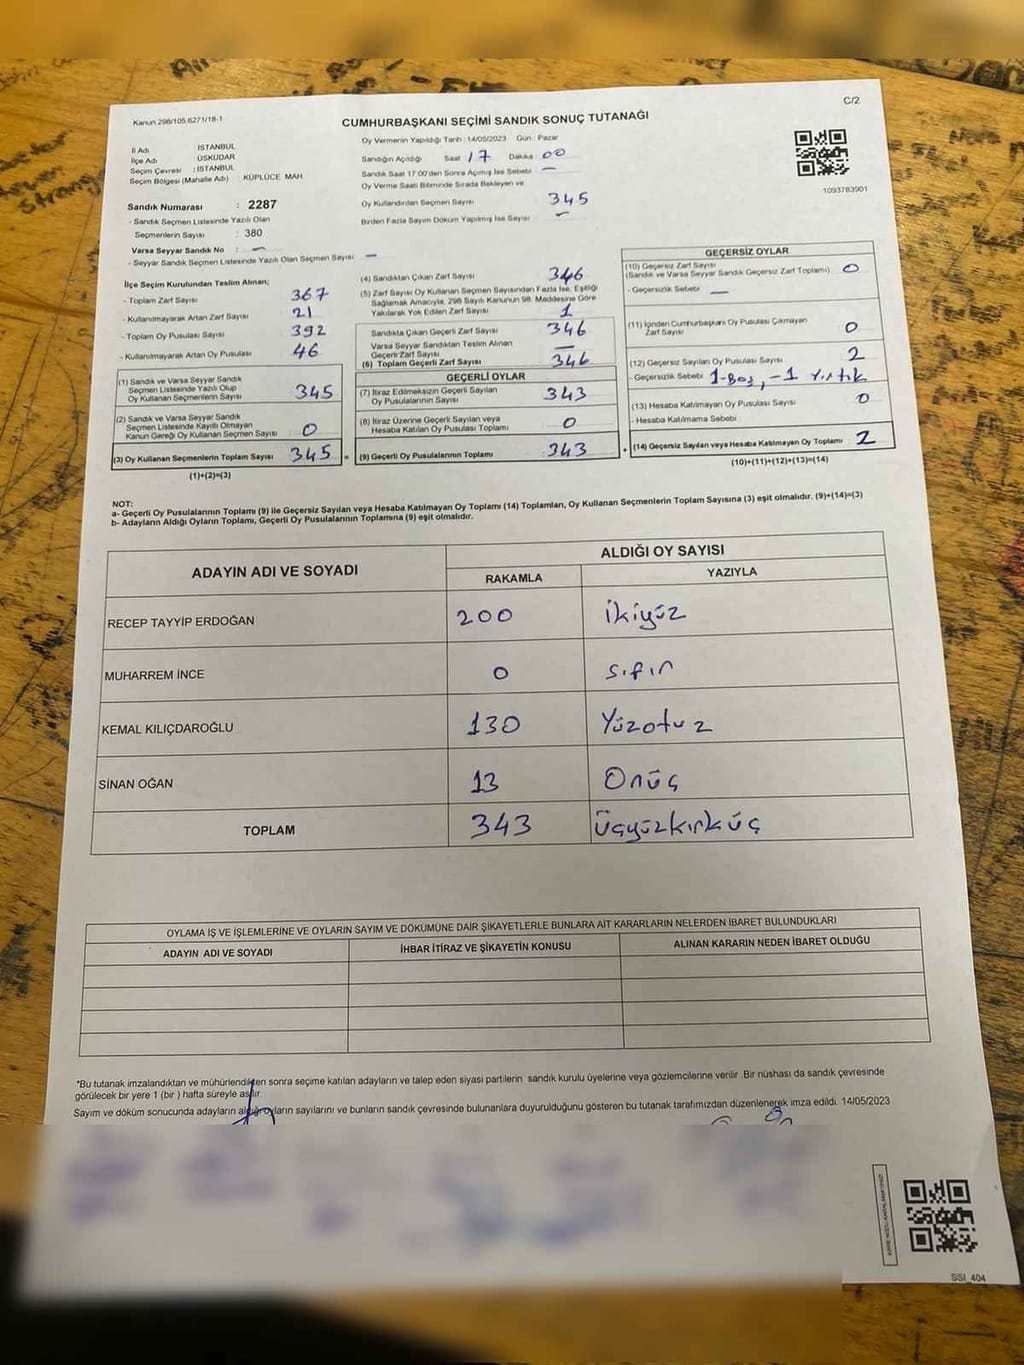 C/2
Kanun 298/105,6271/18-1
CUMHURBAŞKANI SEÇİMİ SANDIK SONUÇ TUTANAĞI
İl Adı İSTANBUL
İlçe Adı ÜSKÜDAR
Seçim Çevresi : İSTANBUL
Seçim Bölgesi (Mahalle Adı) KÜPLÜCE MAH.
Sandık Numarası : 2287
- Sandık Seçmen Listesinde Yazılı Olan
Seçmenlerin Sayısı : 380
Varsa Seyyar Sandık No : -
- Seyyar Sandık Seçmen Listesinde Yazılı Olan Seçmen Sayısı -
Oy Vermenin Yapıldığı Tarih : 14/05/2023 Gün : Pazar
Sandığın Açıldığı Saat 17 Dakika 00
Sandık Saat 17:00'den Sonra Açılmış İse Sebebi -
Oy Verme Saati Bitiminde Sırada Bekleyen ve
Oy Kullandırılan Seçmen Sayısı 345
Birden Fazla Sayım Döküm Yapılmış İse Sayısı -
1093783901
İlçe Seçim Kurulundan Teslim Alınan;
- Toplam Zarf Sayısı 367
- Kullanılmayarak Artan Zarf Sayısı 21
- Toplam Oy Pusulası Sayısı 392
- Kullanılmayarak Artan Oy Pusulası 46
(1) Sandık ve Varsa Seyyar Sandık
Seçmen Listesinde Yazılı Olup
Oy Kullanan Seçmenlerin Sayısı 345
(2) Sandık ve Varsa Seyyar Sandık
Seçmen Listesinde Kayıtlı Olmayan
Kanun Gereği Oy Kullanan Seçmen Sayısı 0
(3) Oy Kullanan Seçmenlerin Toplam Sayısı 345 =
(1)+(2)=(3)
(4) Sandıktan Çıkan Zarf Sayısı 346
(5) Zarf Sayısı Oy Kullanan Seçmen Sayısından Fazla İse, Eşitliği
Sağlamak Amacıyla, 298 Sayılı Kanunun 98. Maddesine Göre
Yakılarak Yok Edilen Zarf Sayısı 1
Sandıkta Çıkan Geçerli Zarf Sayısı 346
Varsa Seyyar Sandıktan Teslim Alınan
Geçerli Zarf Sayısı -
(6) Toplam Geçerli Zarf Sayısı 346
GEÇERLİ OYLAR
(7) İtiraz Edilmeksizin Geçerli Sayılan
Oy Pusulalarının Sayısı 343
(8) İtiraz Üzerine Geçerli Sayılan veya
Hesaba Katılan Oy Pusulası Toplamı 0
(9) Geçerli Oy Pusulalarının Toplamı 343 +
GEÇERSİZ OYLAR
(10) Geçersiz Zarf Sayısı
(Sandık ve Varsa Seyyar Sandık Geçersiz Zarf Toplamı) 0
- Geçersizlik Sebebi -
(11) İçinden Cumhurbaşkanı Oy Pusulası Çıkmayan
Zarf Sayısı 0
(12) Geçersiz Sayılan Oy Pusulası Sayısı 2
- Geçersizlik Sebebi 1-Boş, -1 Yırtık
(13) Hesaba Katılmayan Oy Pusulası Sayısı 0
- Hesaba Katılmama Sebebi :
(14) Geçersiz Sayılan veya Hesaba Katılmayan Oy Toplamı 2
(10)+(11)+(12)+(13)=(14)
NOT:
a- Geçerli Oy Pusulalarının Toplamı (9) ile Geçersiz Sayılan veya Hesaba Katılmayan Oy Toplamı (14) Toplamları, Oy Kullanan Seçmenlerin Toplam Sayısına (3) eşit olmalıdır. (9)+(14)=(3)
b- Adayların Aldığı Oyların Toplamı, Geçerli Oy Pusulalarının Toplamına (9) eşit olmalıdır.
ADAYIN ADI VE SOYADI ALDIĞI OY SAYISI
RAKAMLA YAZIYLA
RECEP TAYYİP ERDOĞAN 200 ikiyüz
MUHARREM İNCE 0 sıfır
KEMAL KILIÇDAROĞLU 130 Yüzotuz
SİNAN OĞAN 13 Onüç
TOPLAM 343 Üçyüzkırküç
OYLAMA İŞ VE İŞLEMLERİNE VE OYLARIN SAYIM VE DÖKÜMÜNE DAİR ŞİKAYETLERLE BUNLARA AİT KARARLARIN NELERDEN İBARET BULUNDUKLARI
ADAYIN ADI VE SOYADI İHBAR İTİRAZ VE ŞİKAYETİN KONUSU ALINAN KARARIN NEDEN İBARET OLDUĞU
*Bu tutanak imzalandıktan ve mühürlendikten sonra seçime katılan adayların ve talep eden siyasi partilerin sandık kurulu üyelerine veya gözlemcilerine verilir. Bir nüshası da sandık çevresinde
görülecek bir yere 1 (bir ) hafta süreyle asılır.
Sayım ve döküm sonucunda adayların aldığı oyların sayılarını ve bunların sandık çevresinde bulunanlara duyurulduğunu gösteren bu tutanak tarafımızdan düzenlenerek imza edildi. 14/05/2023
SSI_404